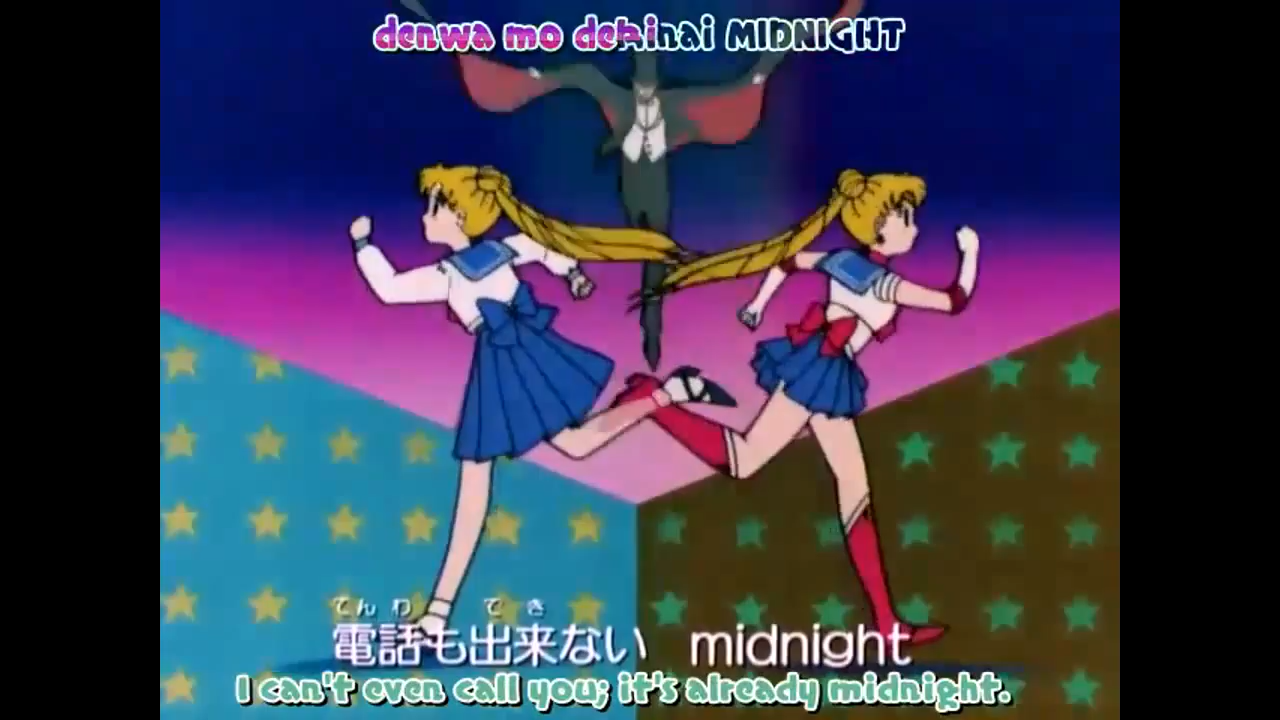 denwa mo dekinai MIDNIGHT
でんわ でき
電話も出来ない midnight
I can't even call you; it's already midnight.